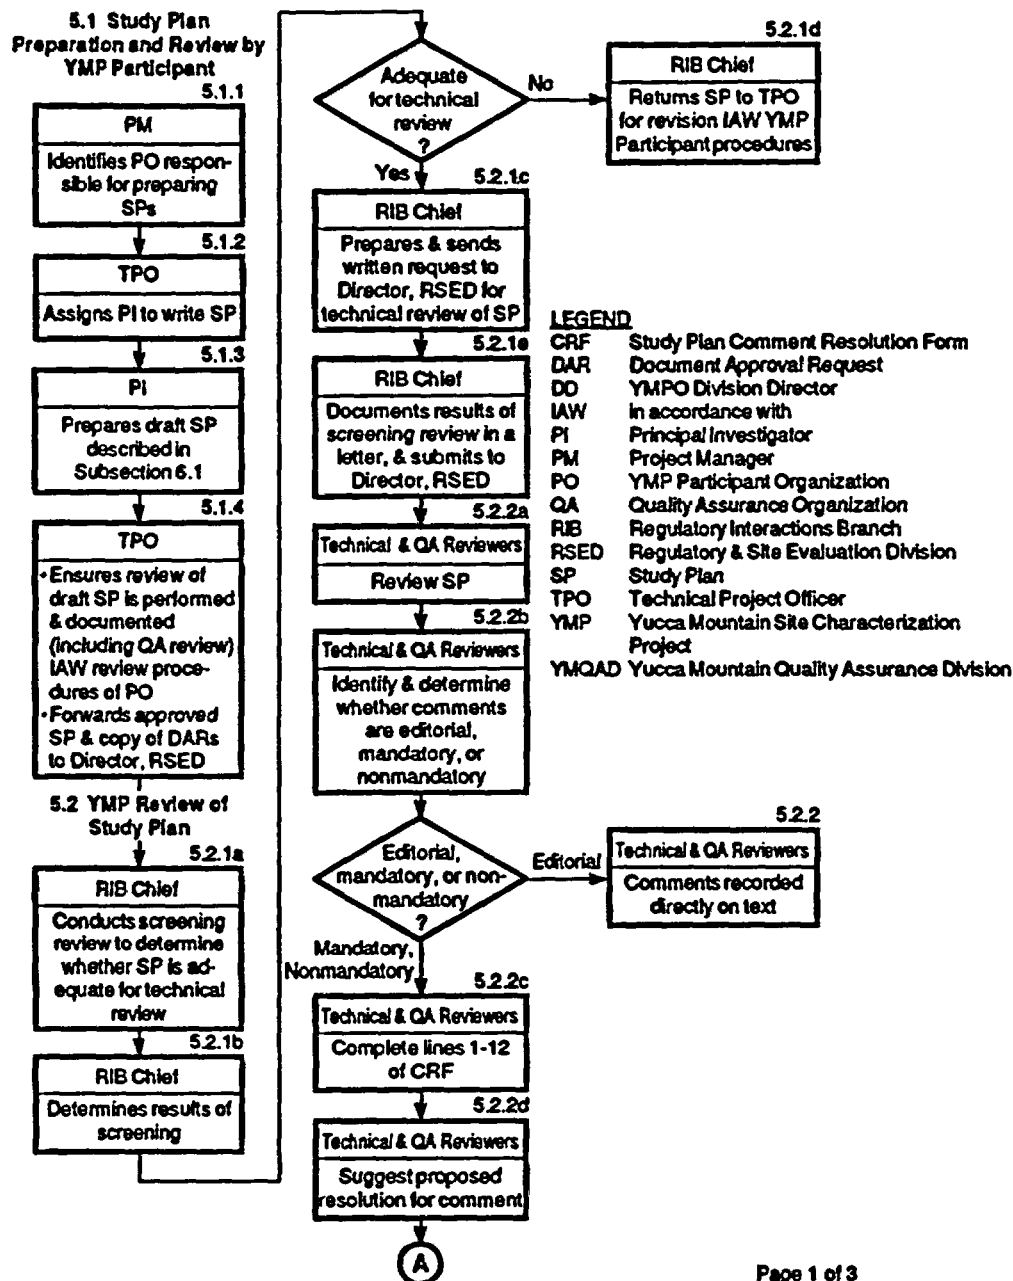 5.1 Study Plan
Preparation and Review by
YMP Participant
5.1.1
PM
Identifies PO respon-
sible for preparing
SPs
5.1.2
TPO
Assigns PI to write SP
5.1.3
PI
Prepares draft SP
described in
Subsection 6.1
5.1.4
TPO
•Ensures review of
draft SP is performed
& documented
(including QA review)
IAW review proce-
dures of PO
•Forwards approved
SP & copy of DARs
to Director, RSED
5.2 YMP Review of
Study Plan
5.2.1a
RIB Chief
Conducts screening
review to determine
whether SP is ad-
equate for technical
review
5.2.1b
RIB Chief
Determines results of
screening
Adequate
for technical
review
?
No
5.2.1d
RIB Chief
Returns SP to TPO
for revision IAW YMP
Participant procedures
Yes
5.2.1c
RIB Chief
Prepares & sends
written request to
Director, RSED for
technical review of SP
5.2.1e
RIB Chief
Documents results of
screening review in a
letter, & submits to
Director, RSED
5.2.2a
Technical & QA Reviewers
Review SP
5.2.2b
Technical & QA Reviewers
Identify & determine
whether comments
are editorial,
mandatory, or
nonmandatory
Editorial,
mandatory, or non-
mandatory
?
Editorial
5.2.2
Technical & QA Reviewers
Comments recorded
directly on text
Mandatory,
Nonmandatory
5.2.2c
Technical & QA Reviewers
Complete lines 1-12
of CRF
5.2.2d
Technical & QA Reviewers
Suggest proposed
resolution for comment
A
LEGEND
CRF Study Plan Comment Resolution Form
DAR Document Approval Request
DD YMPO Division Director
IAW in accordance with
PI Principal Investigator
PM Project Manager
PO YMP Participant Organization
QA Quality Assurance Organization
RIB Regulatory Interactions Branch
RSED Regulatory & Site Evaluation Division
SP Study Plan
TPO Technical Project Officer
YMP Yucca Mountain Site Characterization
Project
YMQAD Yucca Mountain Quality Assurance Division
Page 1 of 3